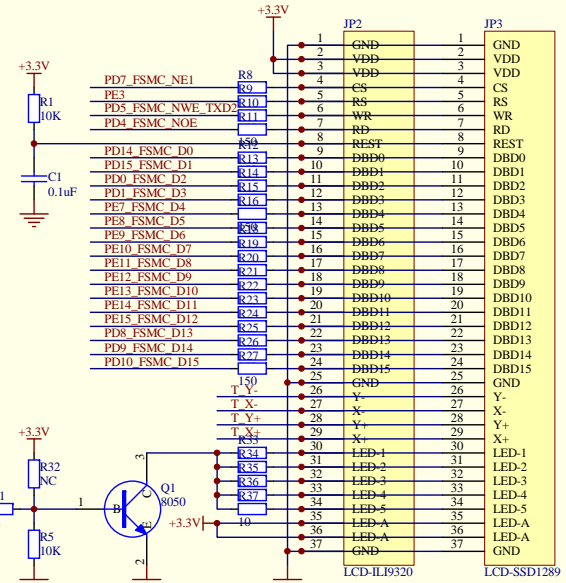 +3.3V
JP2
JP3
1 GND 1 GND
2 VDD 2 VDD
3 VDD 3 VDD
+3.3V
R8
PD7_FSMC_NE1 R9 4 CS 4 CS
PE3 R10 5 RS 5 RS
R1
10K
PD5_FSMC_NWE_TXD2 R11 6 WR 6 WR
PD4_FSMC_NOE 7 RD 7 RD
150
R12
8 REST 8 REST
PD14_FSMC_D0 R13 9 DBD0 9 DBD0
PD15_FSMC_D1 R14 10 DBD1 10 DBD1
C1
0.1uF
PD0_FSMC_D2 R15 11 DBD2 11 DBD2
PD1_FSMC_D3 R16 12 DBD3 12 DBD3
PE7_FSMC_D4 13 DBD4 13 DBD4
PE8_FSMC_D5 14 DBD5 14 DBD5
PE9_FSMC_D6 R19 15 DBD6 15 DBD6
PE10_FSMC_D7 R20 16 DBD7 16 DBD7
PE11_FSMC_D8 R21 17 DBD8 17 DBD8
PE12_FSMC_D9 R22 18 DBD9 18 DBD9
PE13_FSMC_D10 R23 19 DBD10 19 DBD10
PE14_FSMC_D11 R24 20 DBD11 20 DBD11
PE15_FSMC_D12 R25 21 DBD12 21 DBD12
PD8_FSMC_D13 R26 22 DBD13 22 DBD13
PD9_FSMC_D14 R27 23 DBD14 23 DBD14
PD10_FSMC_D15 24 DBD15 24 DBD15
150
25 GND 25 GND
T_Y- 26 Y- 26 Y-
T_X- 27 X- 27 X-
T_Y+ 28 Y+ 28 Y+
T_X+ 29 X+ 29 X+
+3.3V
R33
R34 30 LED-1 30 LED-1
R35 31 LED-2 31 LED-2
R36 32 LED-3 32 LED-3
R37 33 LED-4 33 LED-4
34 LED-5 34 LED-5
10
R32
NC
3
C
Q1
8050
1
B
E
2
+3.3V
35 LED-A 35 LED-A
36 LED-A 36 LED-A
37 GND 37 GND
R5
10K
LCD-ILI9320
LCD-SSD1289